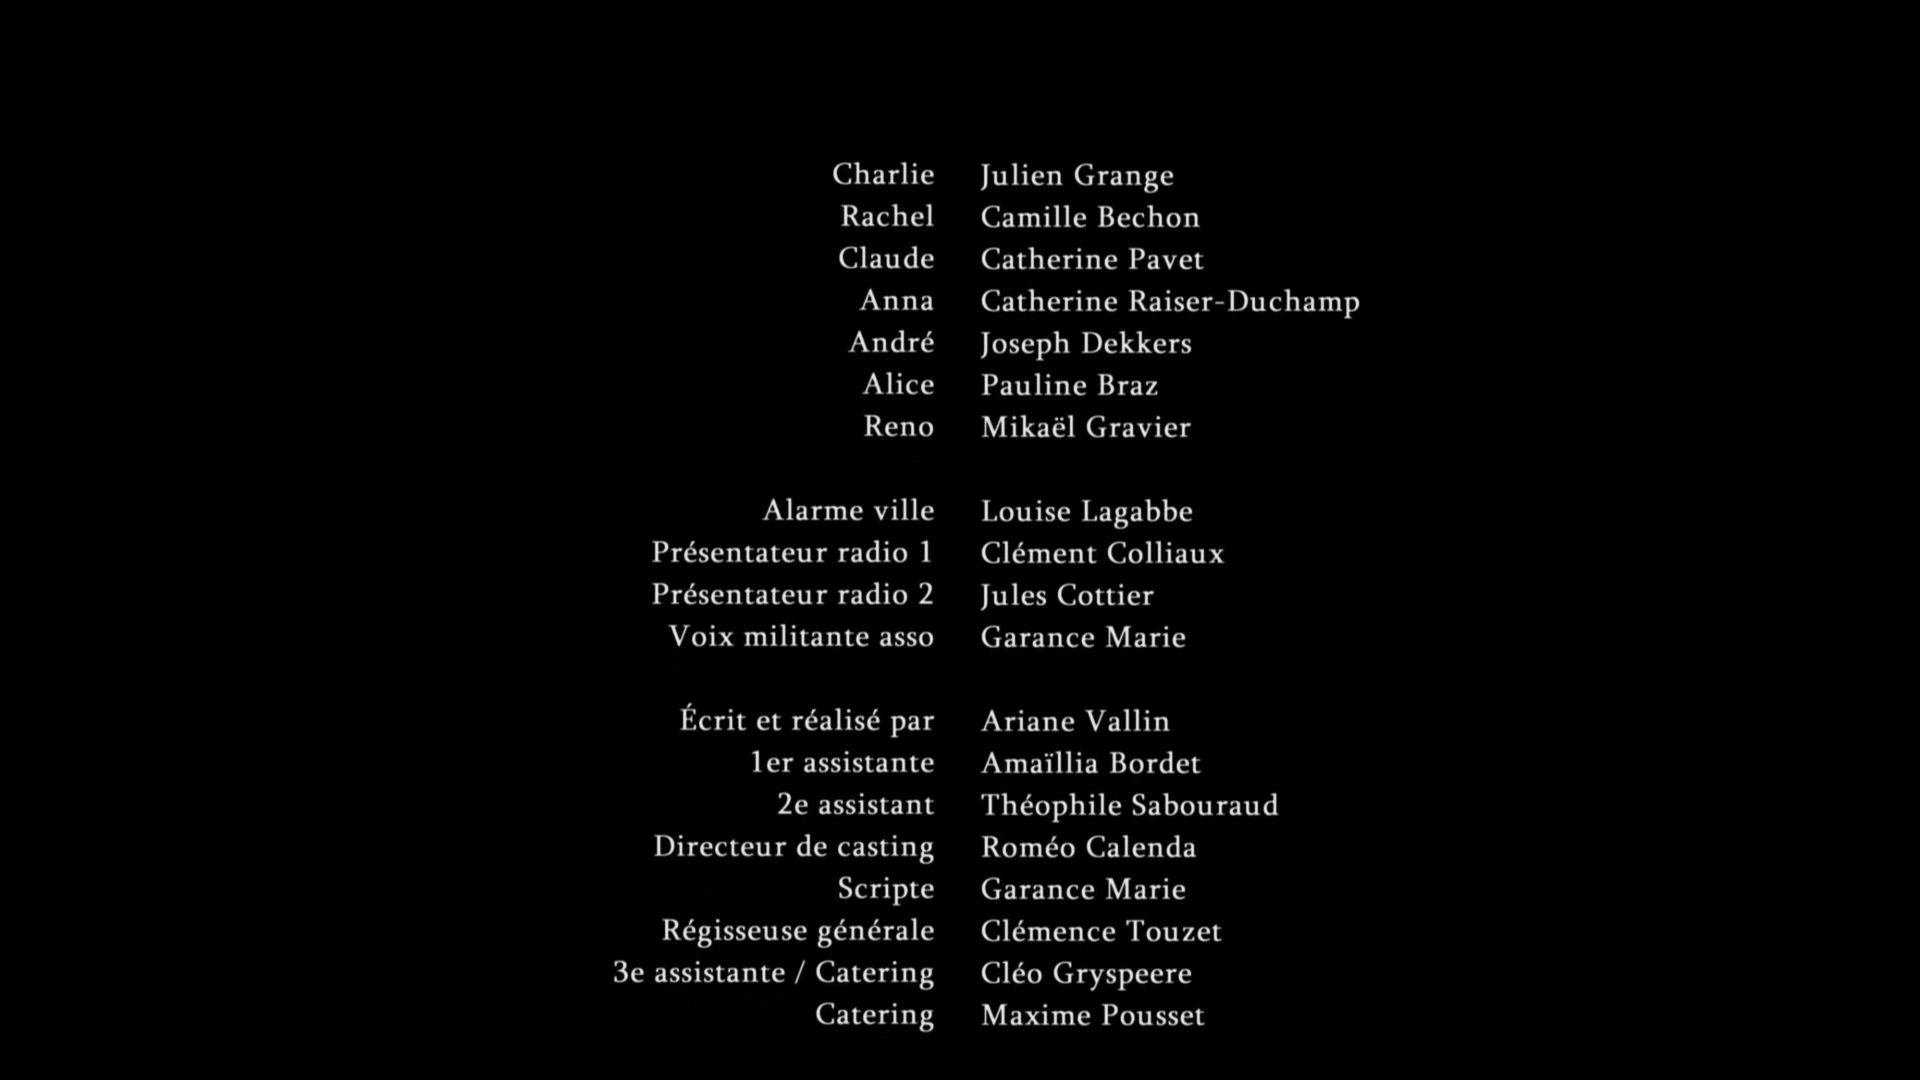 Charlie Julien Grange
Rachel Camille Bechon
Claude Catherine Pavet
Anna Catherine Raiser-Duchamp
André Joseph Dekkers
Alice Pauline Braz
Reno Mikaël Gravier
Alarme ville Louise Lagabbe
Présentateur radio 1 Clément Colliaux
Présentateur radio 2 Jules Cottier
Voix militante asso Garance Marie
Écrit et réalisé par Ariane Vallin
1er assistante Amaïllia Bordet
2e assistant Théophile Sabouraud
Directeur de casting Roméo Calenda
Scripte Garance Marie
Régisseuse générale Clémence Touzet
3e assistante / Catering Cléo Gryspeere
Catering Maxime Pousset